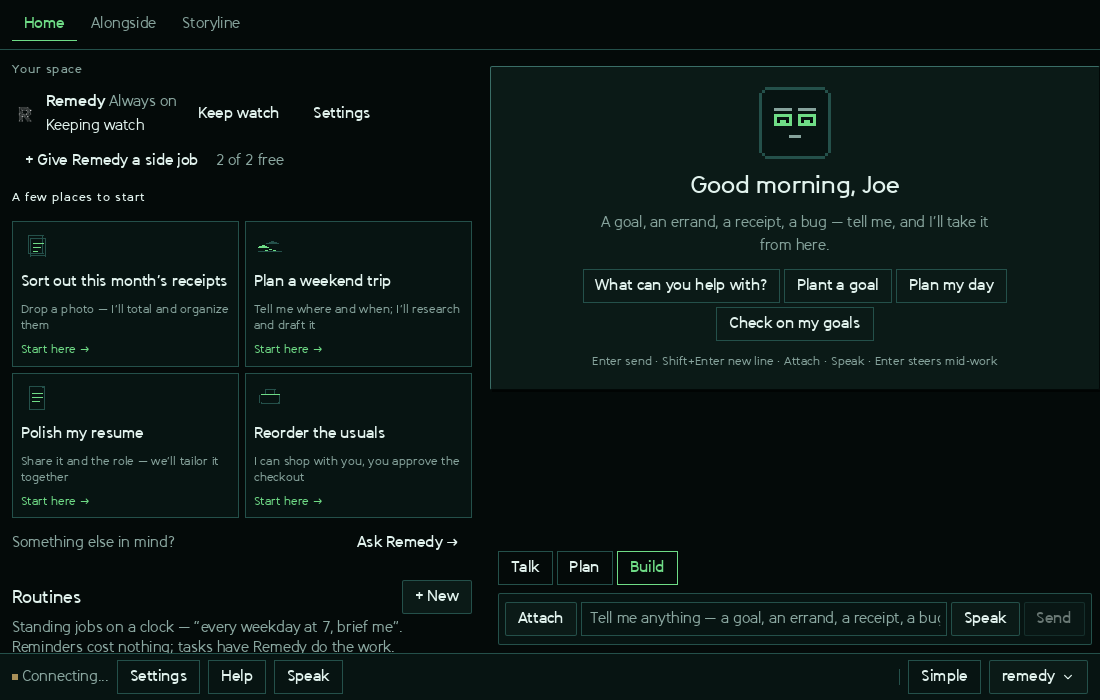 Home Alongside Storyline
Your space
Remedy Always on
Keeping watch
Keep watch
Settings
+ Give Remedy a side job 2 of 2 free
A few places to start
Sort out this month's receipts
Drop a photo — I'll total and organize
them
Start here →
Plan a weekend trip
Tell me where and when; I'll research
and draft it
Start here →
Polish my resume
Share it and the role — we'll tailor it
together
Start here →
Reorder the usuals
I can shop with you, you approve the
checkout
Start here →
Something else in mind?
Ask Remedy →
Routines
+ New
Standing jobs on a clock — "every weekday at 7, brief me".
Reminders cost nothing; tasks have Remedy do the work.
Good morning, Joe
A goal, an errand, a receipt, a bug — tell me, and I'll take it
from here.
What can you help with? Plant a goal Plan my day
Check on my goals
Enter send · Shift+Enter new line · Attach · Speak · Enter steers mid-work
Talk Plan Build
Attach
Tell me anything — a goal, an errand, a receipt, a bug
Speak
Send
Connecting… Settings Help Speak
Simple remedy